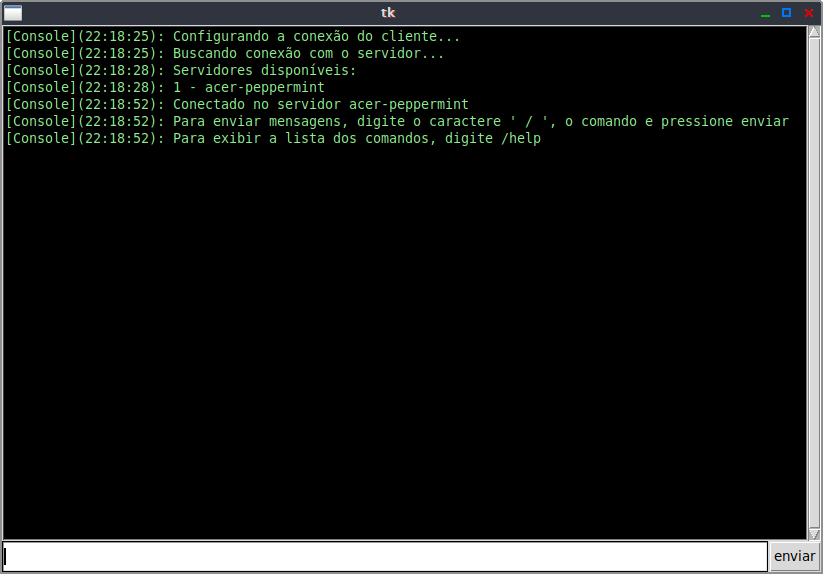 tk
[Console](22:18:25): Configurando a conexão do cliente...
[Console](22:18:25): Buscando conexão com o servidor...
[Console](22:18:28): Servidores disponíveis:
[Console](22:18:28): 1 - acer-peppermint
[Console](22:18:52): Conectado no servidor acer-peppermint
[Console](22:18:52): Para enviar mensagens, digite o caractere ' / ', o comando e pressione enviar
[Console](22:18:52): Para exibir a lista dos comandos, digite /help
enviar